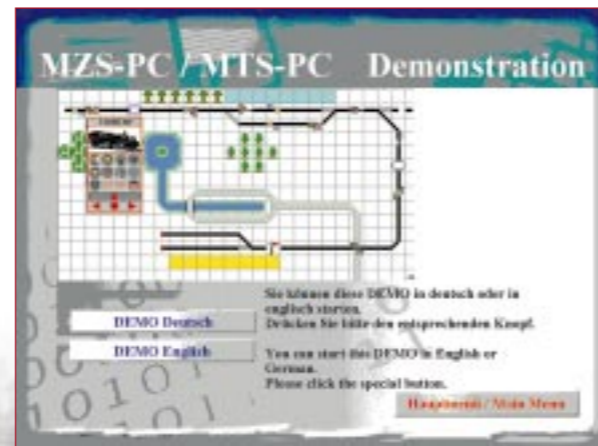 MZS-PC / MTS-PC Demonstration
DEMO Deutsch
Sie können diese DEMO in deutsch oder in
englisch starten.
Drücken Sie bitte den entsprechenden Knopf.
DEMO English
You can start this DEMO in English or
German.
Please click the special button.
Hauptmenü / Main Menu